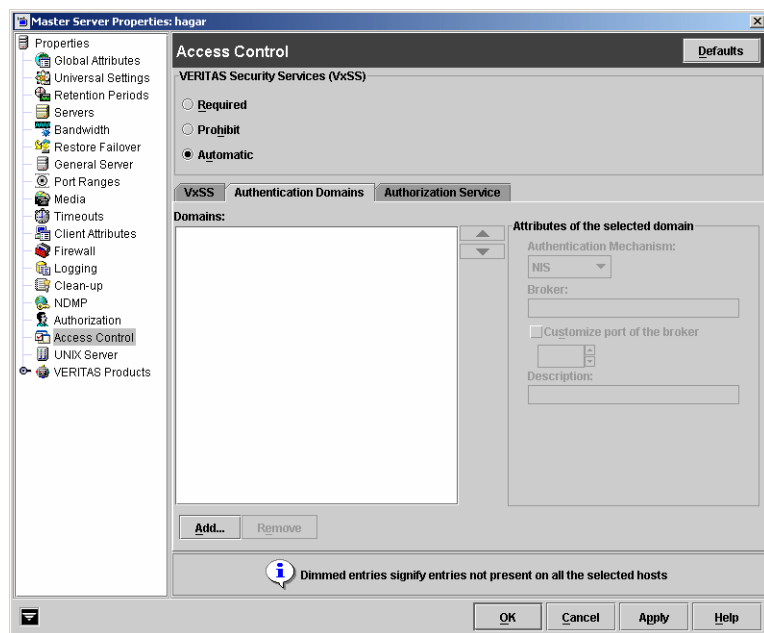 Master Server Properties: hagar
Properties
Global Attributes
Universal Settings
Retention Periods
Servers
Bandwidth
Restore Failover
General Server
Port Ranges
Media
Timeouts
Client Attributes
Firewall
Logging
Clean-up
NDMP
Authorization
Access Control
UNIX Server
VERITAS Products
Access Control
Defaults
VERITAS Security Services (VxSS)
Required
Prohibit
Automatic
VxSS
Authentication Domains
Authorization Service
Domains:
Attributes of the selected domain
Authentication Mechanism:
NIS
Broker:
Customize port of the broker
Description:
Add...
Remove
Dimmed entries signify entries not present on all the selected hosts
OK
Cancel
Apply
Help